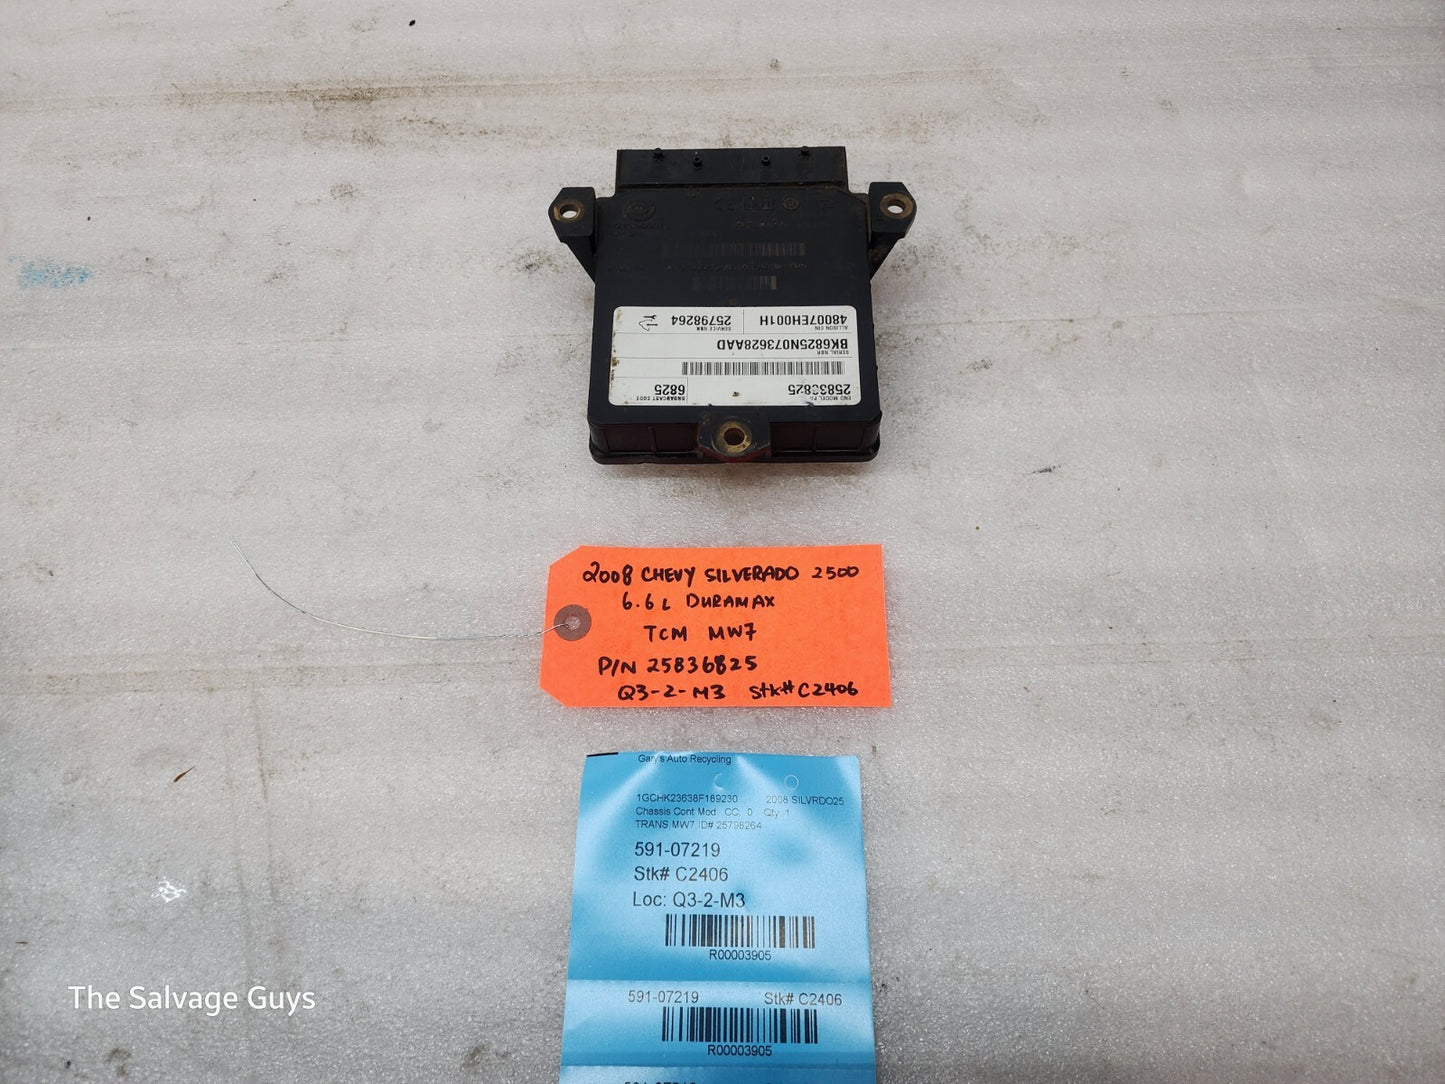 48007EH001H
ALLISON CIN
25798264
SERVICE NBR
BK6825N073628AAD
SERIAL NBR
25836825
END MODEL
6825
BROADCAST CODE
2008 CHEVY SILVERADO 2500
6.6L DURAMAX
TCM MW7
P/N 25836825
Q3-2-M3 Stk# C2406
Gary's Auto Recycling
1GCHK23638F189230 2008 SILVRDO25
Chassis Cont Mod CC: 0 Qty: 1
TRANS,MW7 ID# 25798264
591-07219
Stk# C2406
Loc: Q3-2-M3
R00003905
591-07219 Stk# C2406
R00003905
The Salvage Guys